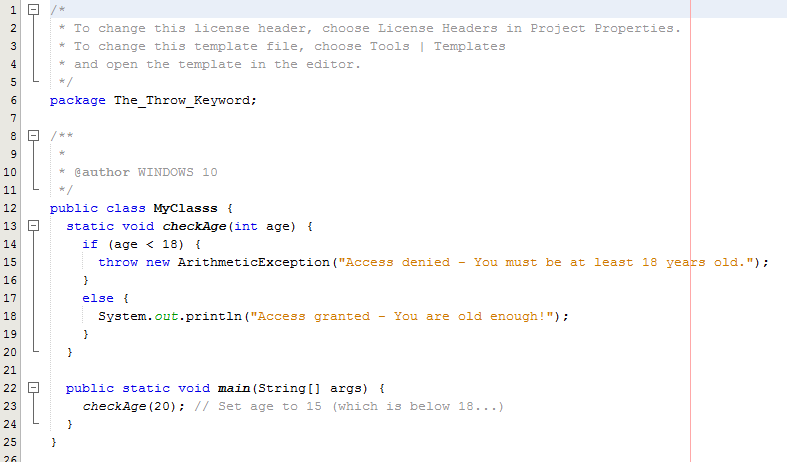 1 /*
2 * To change this license header, choose License Headers in Project Properties.
3 * To change this template file, choose Tools | Templates
4 * and open the template in the editor.
5 */
6 package The_Throw_Keyword;
7
8 /**
9 *
10 * @author WINDOWS 10
11 */
12 public class MyClasss {
13 static void checkAge(int age) {
14 if (age < 18) {
15 throw new ArithmeticException("Access denied - You must be at least 18 years old.");
16 }
17 else {
18 System.out.println("Access granted - You are old enough!");
19 }
20 }
21
22 public static void main(String[] args) {
23 checkAge(20); // Set age to 15 (which is below 18...)
24 }
25 }
26